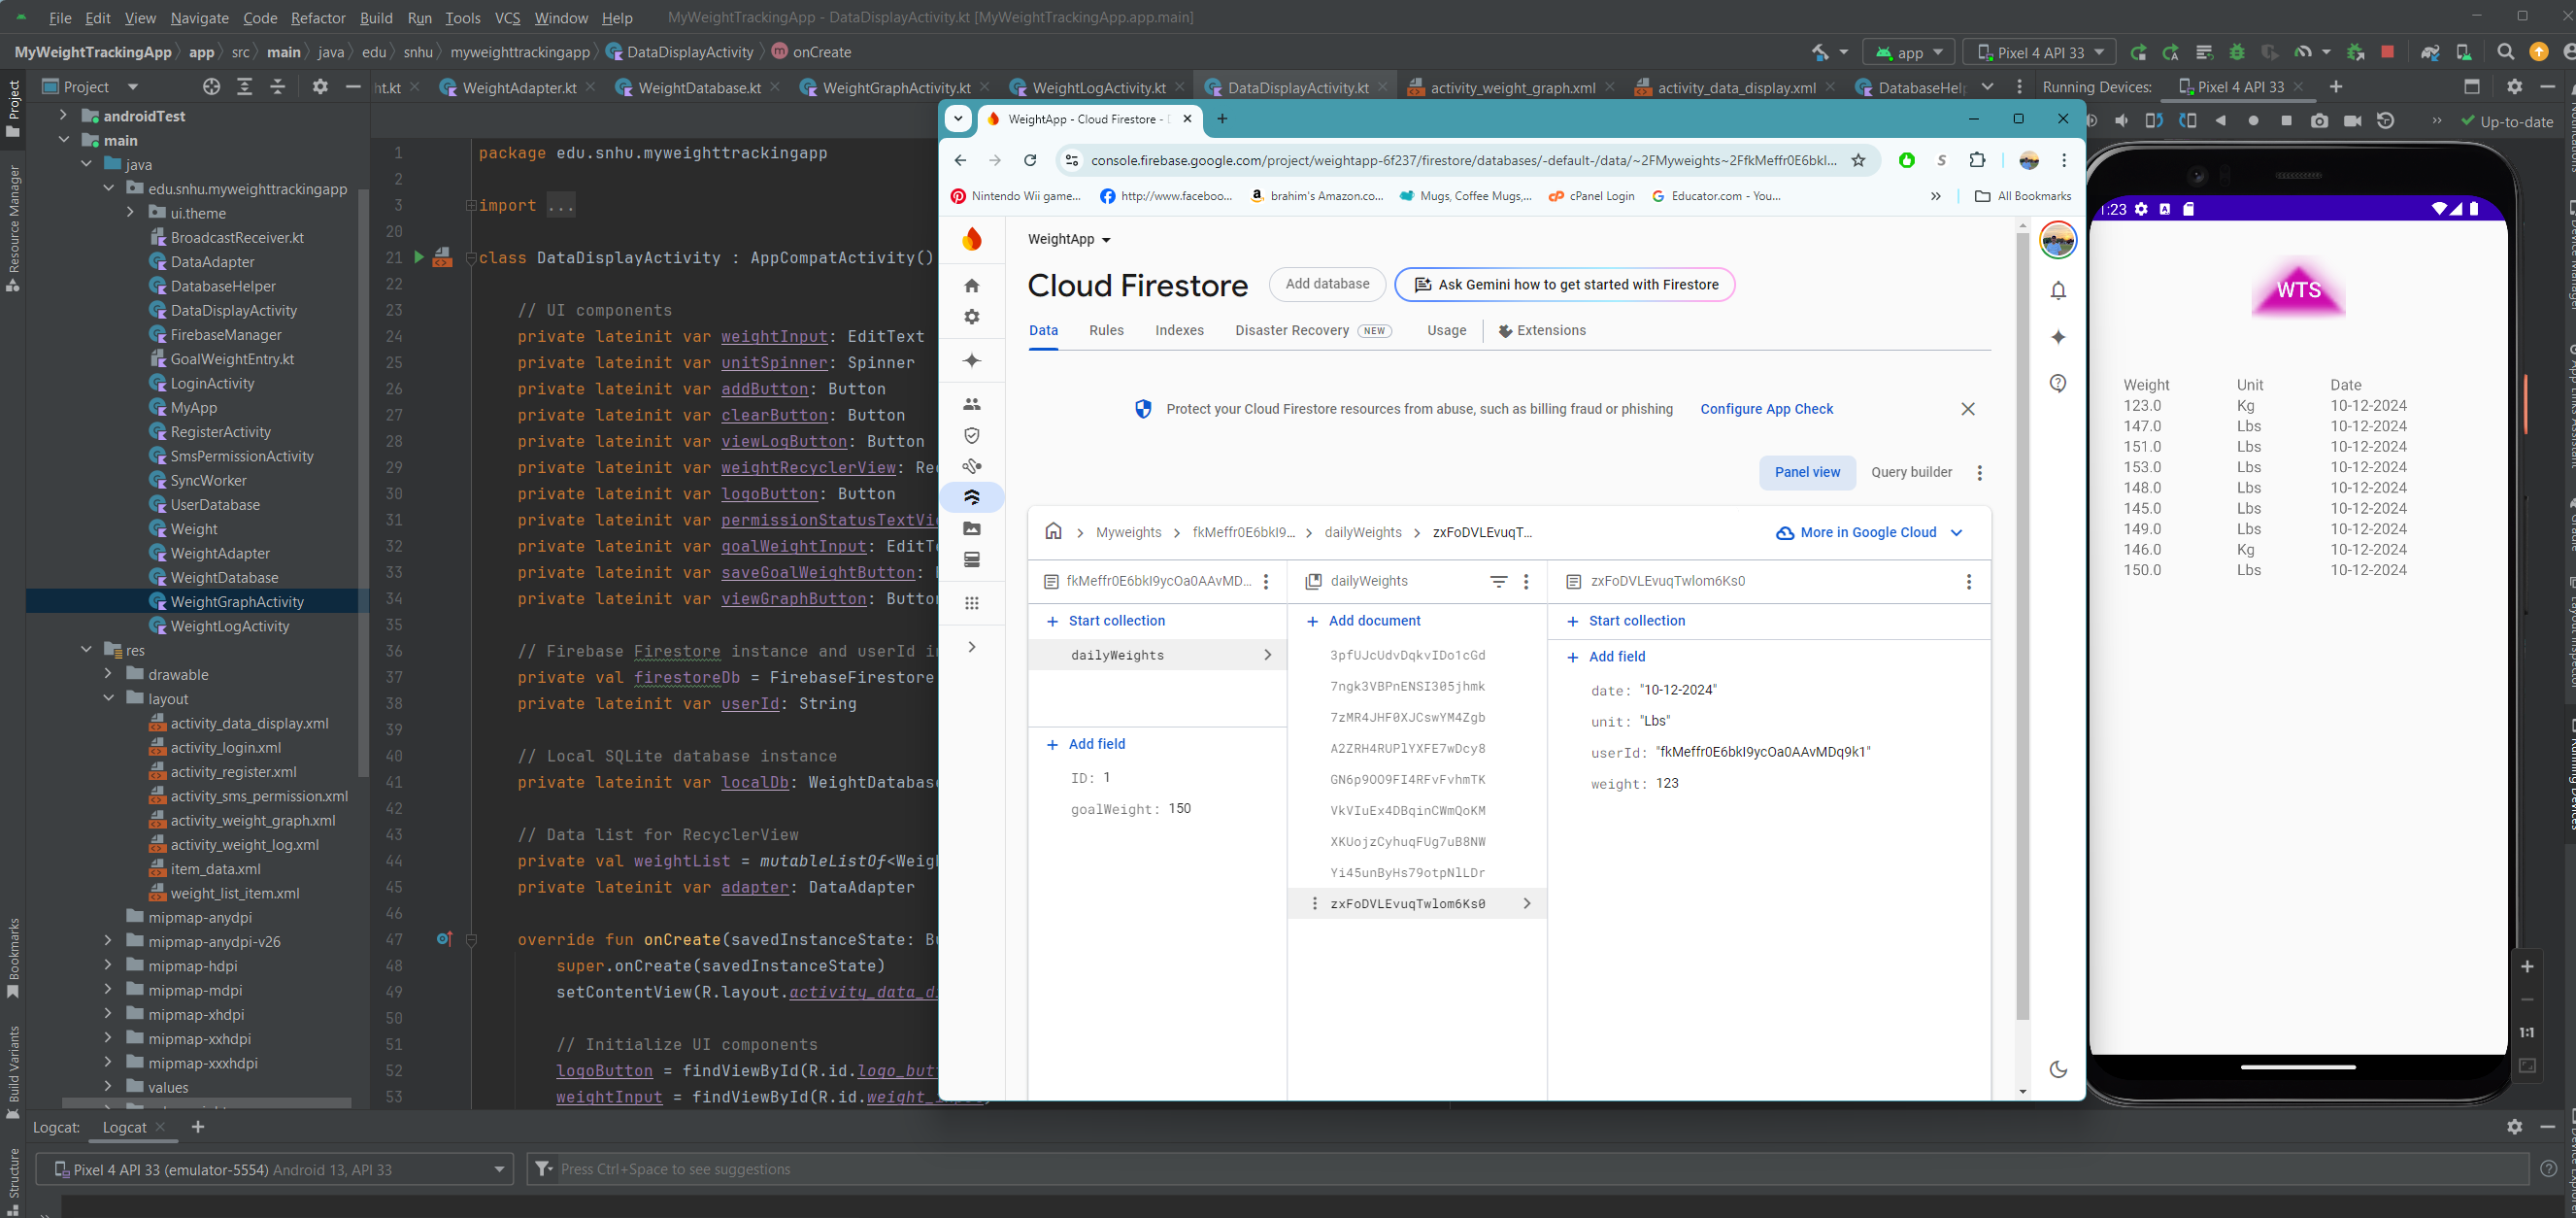 File Edit View Navigate Code Refactor Build Run Tools VCS Window Help MyWeightTrackingApp - DataDisplayActivity.kt [MyWeightTrackingApp.app.main]
MyWeightTrackingApp app src main java edu snhu myweighttrackingapp DataDisplayActivity onCreate
app Pixel 4 API 33
Project
ht.kt WeightAdapter.kt WeightDatabase.kt WeightGraphActivity.kt WeightLogActivity.kt DataDisplayActivity.kt activity_weight_graph.xml activity_data_display.xml DatabaseHel
Running Devices: Pixel 4 API 33
Up-to-date
Project
Resource Manager
Bookmarks
Build Variants
Structure
androidTest
main
java
edu.snhu.myweighttrackingapp
ui.theme
BroadcastReceiver.kt
DataAdapter
DatabaseHelper
DataDisplayActivity
FirebaseManager
GoalWeightEntry.kt
LoginActivity
MyApp
RegisterActivity
SmsPermissionActivity
SyncWorker
UserDatabase
Weight
WeightAdapter
WeightDatabase
WeightGraphActivity
WeightLogActivity
res
drawable
layout
activity_data_display.xml
activity_login.xml
activity_register.xml
activity_sms_permission.xml
activity_weight_graph.xml
activity_weight_log.xml
item_data.xml
weight_list_item.xml
mipmap-anydpi
mipmap-anydpi-v26
mipmap-hdpi
mipmap-mdpi
mipmap-xhdpi
mipmap-xxhdpi
mipmap-xxxhdpi
values
1 package edu.snhu.myweighttrackingapp
2
3 import ...
20
21 class DataDisplayActivity : AppCompatActivity()
22
23 // UI components
24 private lateinit var weightInput: EditText
25 private lateinit var unitSpinner: Spinner
26 private lateinit var addButton: Button
27 private lateinit var clearButton: Button
28 private lateinit var viewLogButton: Button
29 private lateinit var weightRecyclerView: Rec
30 private lateinit var logoButton: Button
31 private lateinit var permissionStatusTextVi
32 private lateinit var goalWeightInput: EditTe
33 private lateinit var saveGoalWeightButton:
34 private lateinit var viewGraphButton: Button
35
36 // Firebase Firestore instance and userId i
37 private val firestoreDb = FirebaseFirestore
38 private lateinit var userId: String
39
40 // Local SQLite database instance
41 private lateinit var localDb: WeightDatabase
42
43 // Data list for RecyclerView
44 private val weightList = mutableListOf<Weigh
45 private lateinit var adapter: DataAdapter
46
47 override fun onCreate(savedInstanceState: Bu
48 super.onCreate(savedInstanceState)
49 setContentView(R.layout.activity_data_di
50
51 // Initialize UI components
52 logoButton = findViewById(R.id.logo_butt
53 weightInput = findViewById(R.id.weight_
WeightApp - Cloud Firestore -
console.firebase.google.com/project/weightapp-6f237/firestore/databases/-default-/data/~2FMyweights~2FfkMeffr0E6bkI...
Nintendo Wii game... http://www.faceboo... brahim's Amazon.co... Mugs, Coffee Mugs,... cPanel Login Educator.com - You... All Bookmarks
WeightApp
Cloud Firestore Add database Ask Gemini how to get started with Firestore
Data Rules Indexes Disaster Recovery NEW Usage Extensions
Protect your Cloud Firestore resources from abuse, such as billing fraud or phishing Configure App Check
Panel view Query builder
Myweights fkMeffr0E6bkI9... dailyWeights zxFoDVLEvuqT... More in Google Cloud
fkMeffr0E6bkI9ycOa0AAvMD...
Start collection
dailyWeights
Add field
ID: 1
goalWeight: 150
dailyWeights
Add document
3pfUJcUdvDqkvIDo1cGd
7ngk3VBPnENSI305jhmk
7zMR4JHF0XJCswYM4Zgb
A2ZRH4RUPlYXFE7wDcy8
GN6p9OO9FI4RFvFvhmTK
VkVIuEx4DBqinCWmQoKM
XKUojzCyhuqFUg7uB8NW
Yi45unByHs79otpNlLDr
zxFoDVLEvuqTwlom6Ks0
zxFoDVLEvuqTwlom6Ks0
Start collection
Add field
date: "10-12-2024"
unit: "Lbs"
userId: "fkMeffr0E6bkI9ycOa0AAvMDq9k1"
weight: 123
1:23
WTS
Weight Unit Date
123.0 Kg 10-12-2024
147.0 Lbs 10-12-2024
151.0 Lbs 10-12-2024
153.0 Lbs 10-12-2024
148.0 Lbs 10-12-2024
145.0 Lbs 10-12-2024
149.0 Lbs 10-12-2024
146.0 Kg 10-12-2024
150.0 Lbs 10-12-2024
1:1
Logcat: Logcat
Pixel 4 API 33 (emulator-5554) Android 13, API 33
Press Ctrl+Space to see suggestions